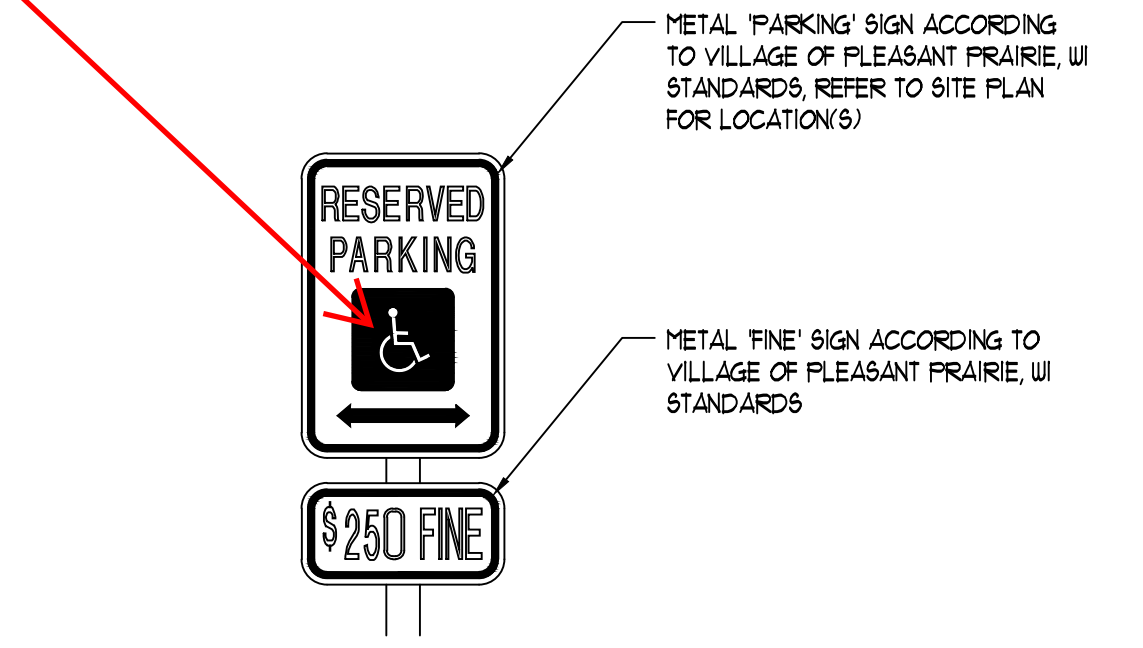 METAL 'PARKING' SIGN ACCORDING
TO VILLAGE OF PLEASANT PRAIRIE, WI
STANDARDS, REFER TO SITE PLAN
FOR LOCATION(S)
RESERVED
PARKING
METAL 'FINE' SIGN ACCORDING TO
VILLAGE OF PLEASANT PRAIRIE, WI
STANDARDS
$250 FINE